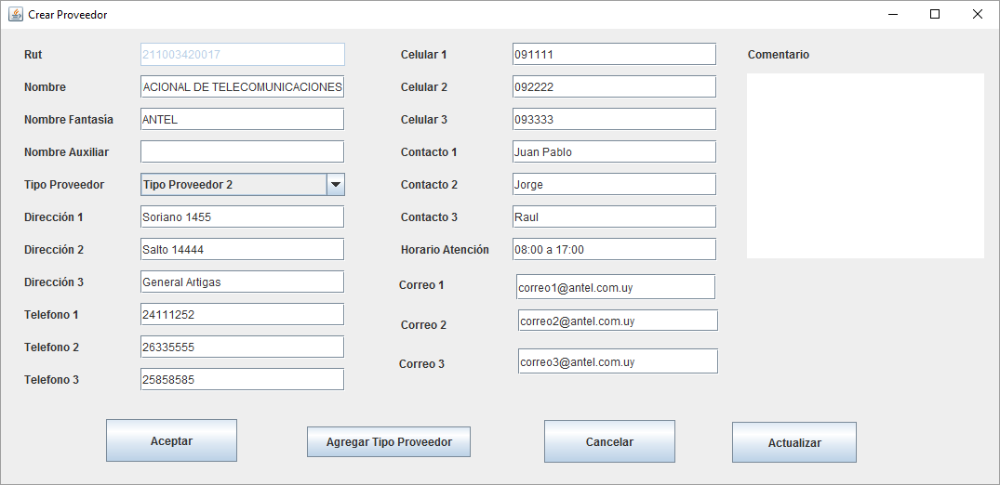 Crear Proveedor
Rut 211003420017
Nombre ACIONAL DE TELECOMUNICACIONES
Nombre Fantasía ANTEL
Nombre Auxiliar
Tipo Proveedor Tipo Proveedor 2
Dirección 1 Soriano 1455
Dirección 2 Salto 14444
Dirección 3 General Artigas
Telefono 1 24111252
Telefono 2 26335555
Telefono 3 25858585
Celular 1 091111
Celular 2 092222
Celular 3 093333
Contacto 1 Juan Pablo
Contacto 2 Jorge
Contacto 3 Raul
Horario Atención 08:00 a 17:00
Correo 1 correo1@antel.com.uy
Correo 2 correo2@antel.com.uy
Correo 3 correo3@antel.com.uy
Comentario
Aceptar
Agregar Tipo Proveedor
Cancelar
Actualizar